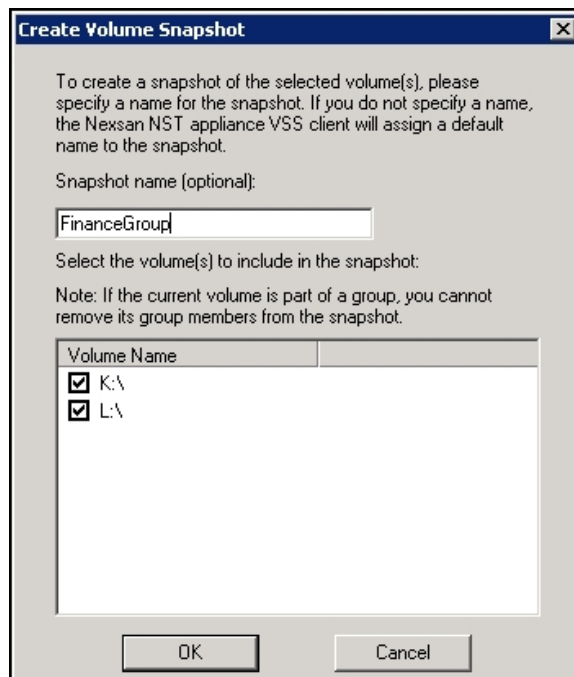 Create Volume Snapshot
To create a snapshot of the selected volume(s), please
specify a name for the snapshot. If you do not specify a name,
the Nexsan NST appliance VSS client will assign a default
name to the snapshot.
Snapshot name (optional):
FinanceGroup
Select the volume(s) to include in the snapshot:
Note: If the current volume is part of a group, you cannot
remove its group members from the snapshot.
Volume Name
K:\
L:\
OK Cancel